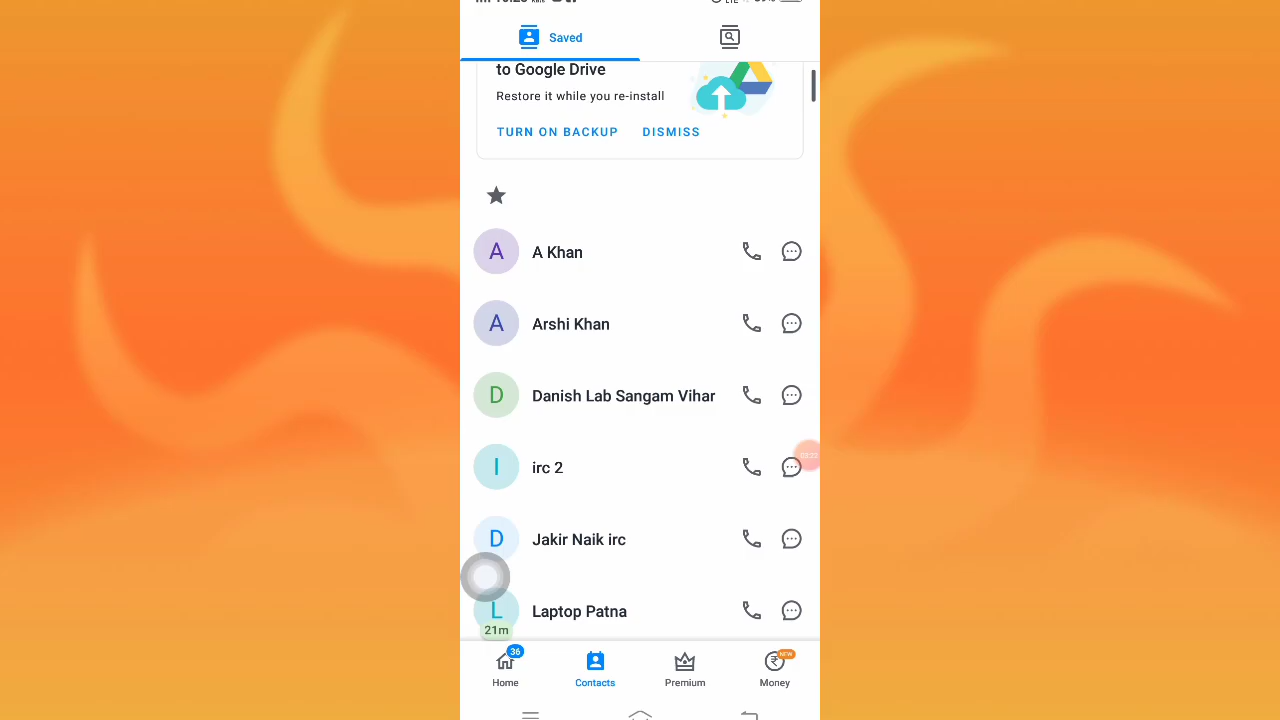 Saved
to Google Drive
Restore it while you re-install
TURN ON BACKUP DISMISS
A A Khan
A Arshi Khan
D Danish Lab Sangam Vihar
I irc 2
D Jakir Naik irc
L Laptop Patna
21m
36
NEW
Home Contacts Premium Money